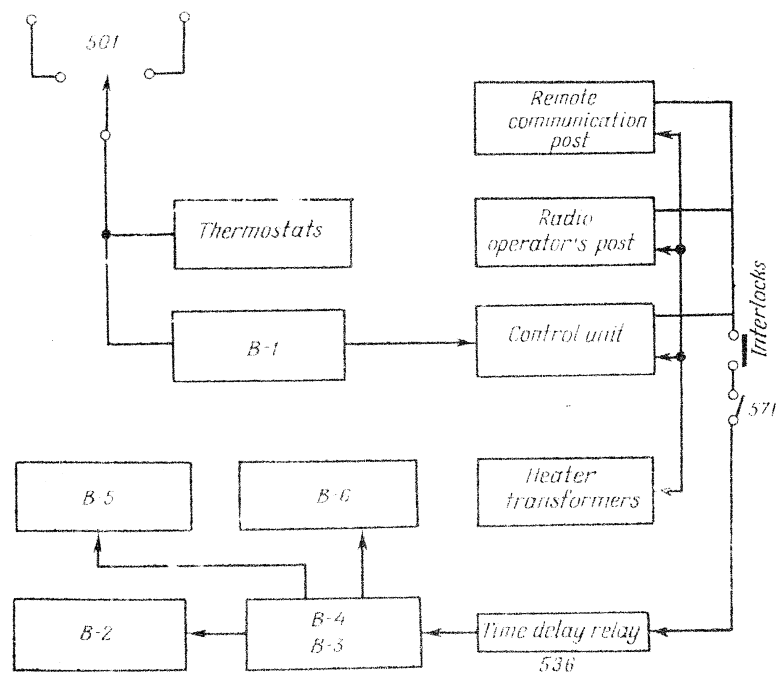 501
Remote
communication
post
Thermostats
Radio
operator's post
Interlocks
B-1
Control unit
571
B-5
B-6
Heater
transformers
B-2
B-4
B-3
Time delay relay
536